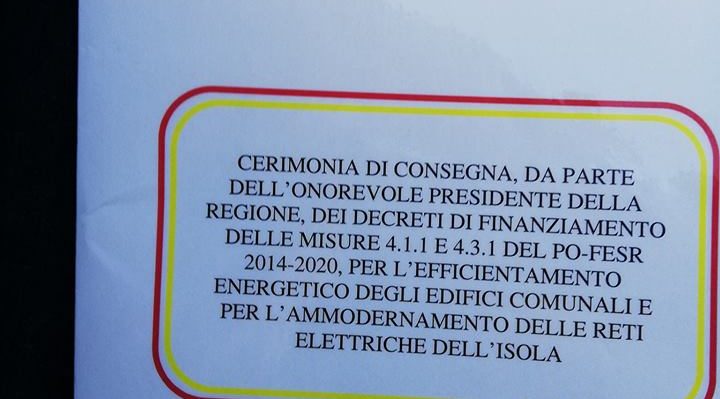 CERIMONIA DI CONSEGNA, DA PARTE
DELL'ONOREVOLE PRESIDENTE DELLA
REGIONE, DEI DECRETI DI FINANZIAMENTO
DELLE MISURE 4.1.1 E 4.3.1 DEL PO-FESR
2014-2020, PER L'EFFICIENTAMENTO
ENERGETICO DEGLI EDIFICI COMUNALI E
PER L'AMMODERNAMENTO DELLE RETI
ELETTRICHE DELL'ISOLA